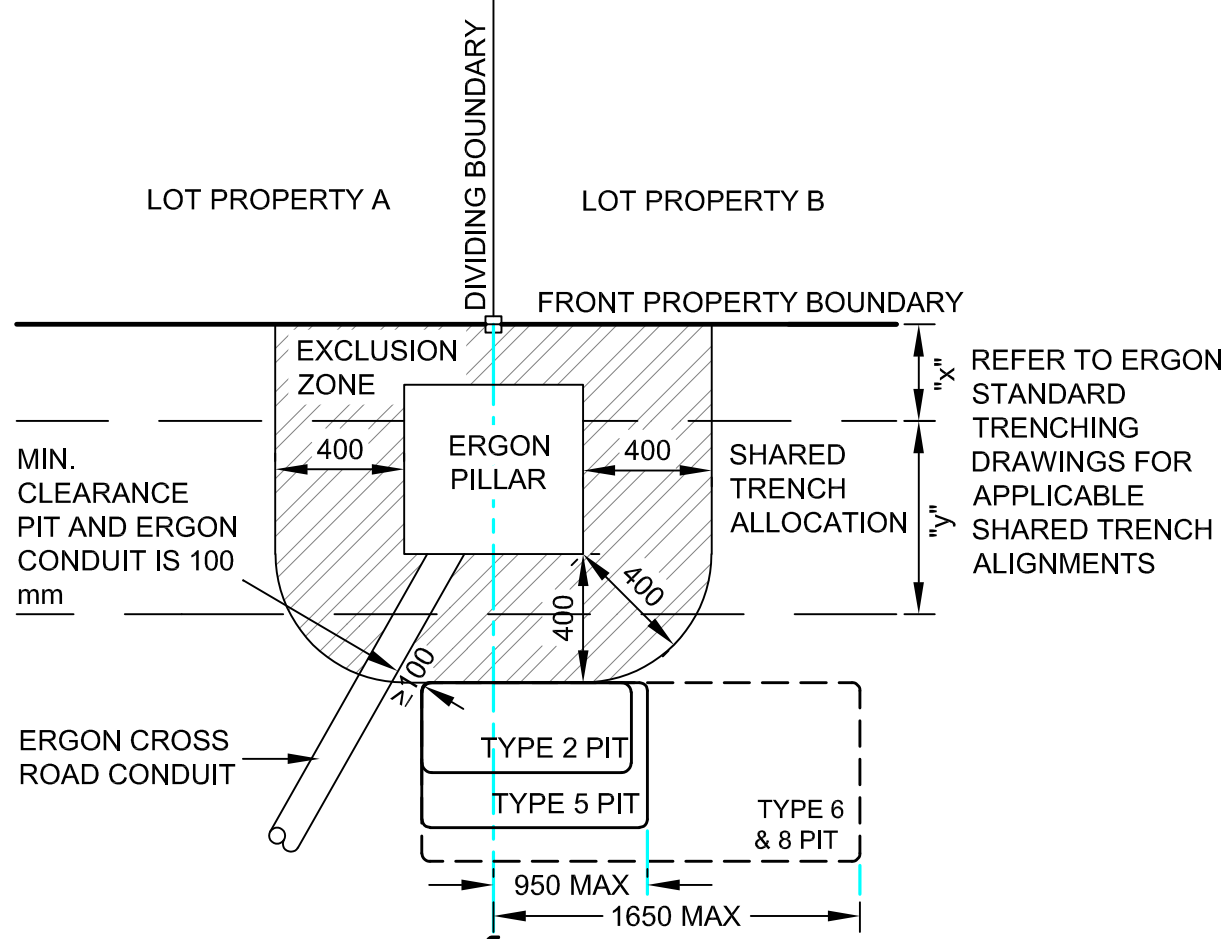 DIVIDING BOUNDARY
LOT PROPERTY A
LOT PROPERTY B
FRONT PROPERTY BOUNDARY
EXCLUSION
ZONE
"x"
REFER TO ERGON
STANDARD
TRENCHING
DRAWINGS FOR
APPLICABLE
SHARED TRENCH
ALIGNMENTS
400
ERGON
PILLAR
400
SHARED
TRENCH
ALLOCATION
"y"
MIN.
CLEARANCE
PIT AND ERGON
CONDUIT IS 100
mm
400
400
≥100
ERGON CROSS
ROAD CONDUIT
TYPE 2 PIT
TYPE 5 PIT
TYPE 6
& 8 PIT
950 MAX
1650 MAX